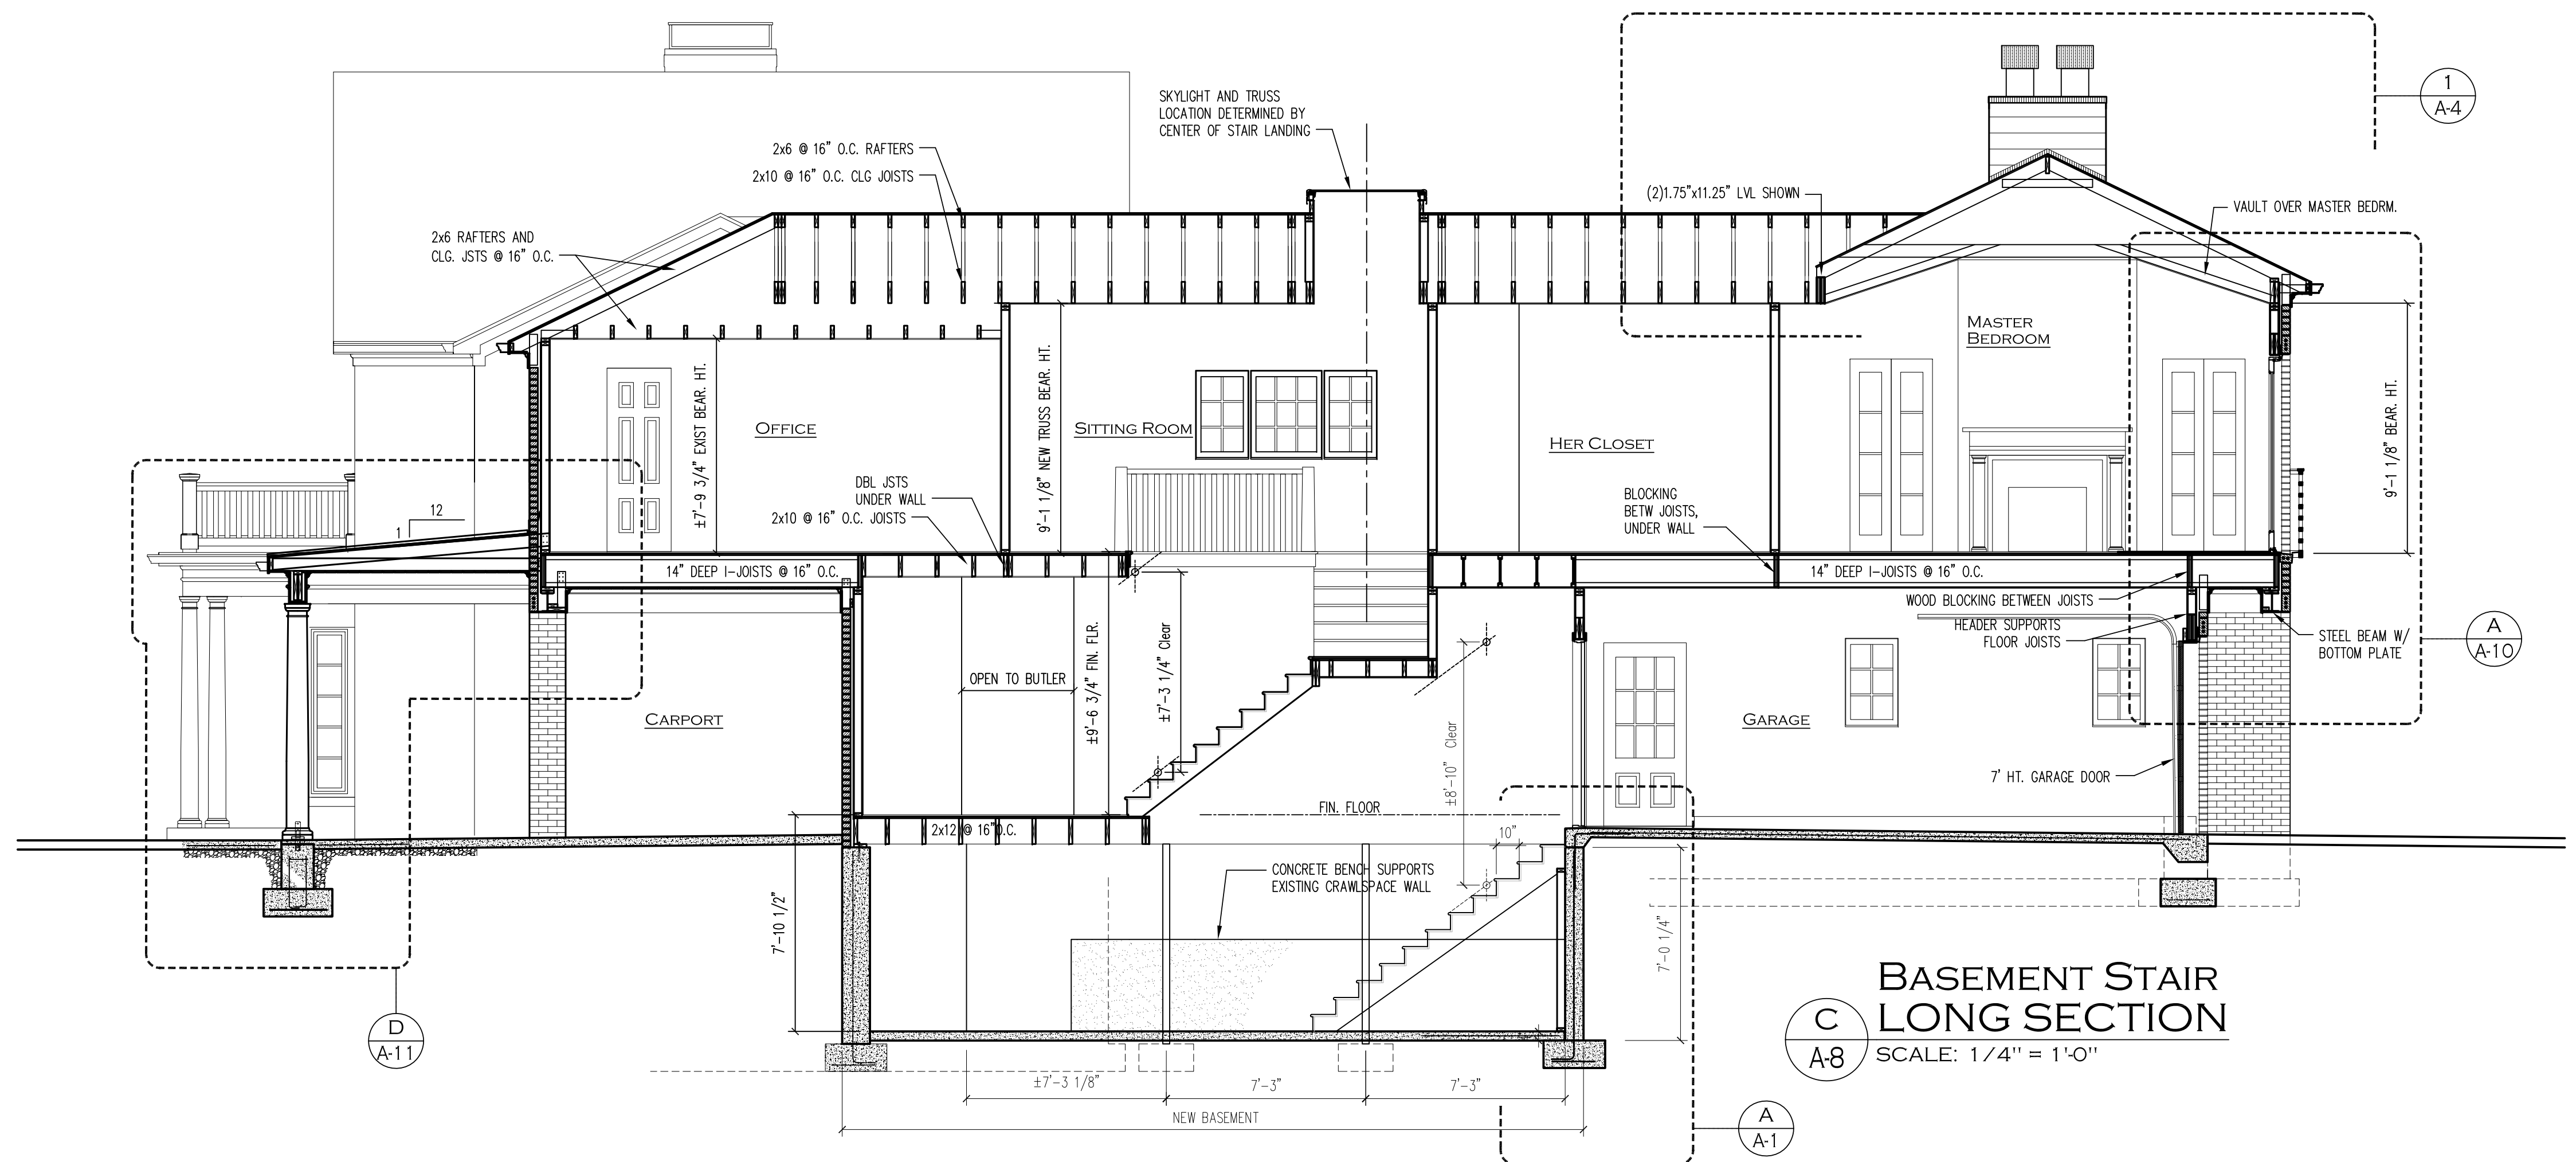 1
A-4
SKYLIGHT AND TRUSS
LOCATION DETERMINED BY
CENTER OF STAIR LANDING
2x6 @ 16" O.C. RAFTERS
2x10 @ 16" O.C. CLG JOISTS
(2)1.75"x11.25" LVL SHOWN
VAULT OVER MASTER BEDRM.
2x6 RAFTERS AND
CLG. JSTS @ 16" O.C.
MASTER
BEDROOM
±7'-9 3/4" EXIST BEAR. HT.
OFFICE
9'-1 1/8" NEW TRUSS BEAR. HT.
SITTING ROOM
HER CLOSET
9'-1 1/8" BEAR. HT.
DBL JSTS
UNDER WALL
2x10 @ 16" O.C. JOISTS
BLOCKING
BETW JOISTS,
UNDER WALL
12
1
14" DEEP I-JOISTS @ 16" O.C.
14" DEEP I-JOISTS @ 16" O.C.
WOOD BLOCKING BETWEEN JOISTS
HEADER SUPPORTS
FLOOR JOISTS
STEEL BEAM W/
BOTTOM PLATE
A
A-10
OPEN TO BUTLER
±9'-6 3/4" FIN. FLR.
±7'-3 1/4" Clear
±8'-10" Clear
CARPORT
GARAGE
7' HT. GARAGE DOOR
FIN. FLOOR
2x12 @ 16"O.C.
10"
CONCRETE BENCH SUPPORTS
EXISTING CRAWLSPACE WALL
7'-10 1/2"
7'-0 1/4"
D
A-11
BASEMENT STAIR
LONG SECTION
C
A-8
SCALE: 1/4" = 1'-0"
±7'-3 1/8"
7'-3"
7'-3"
NEW BASEMENT
A
A-1